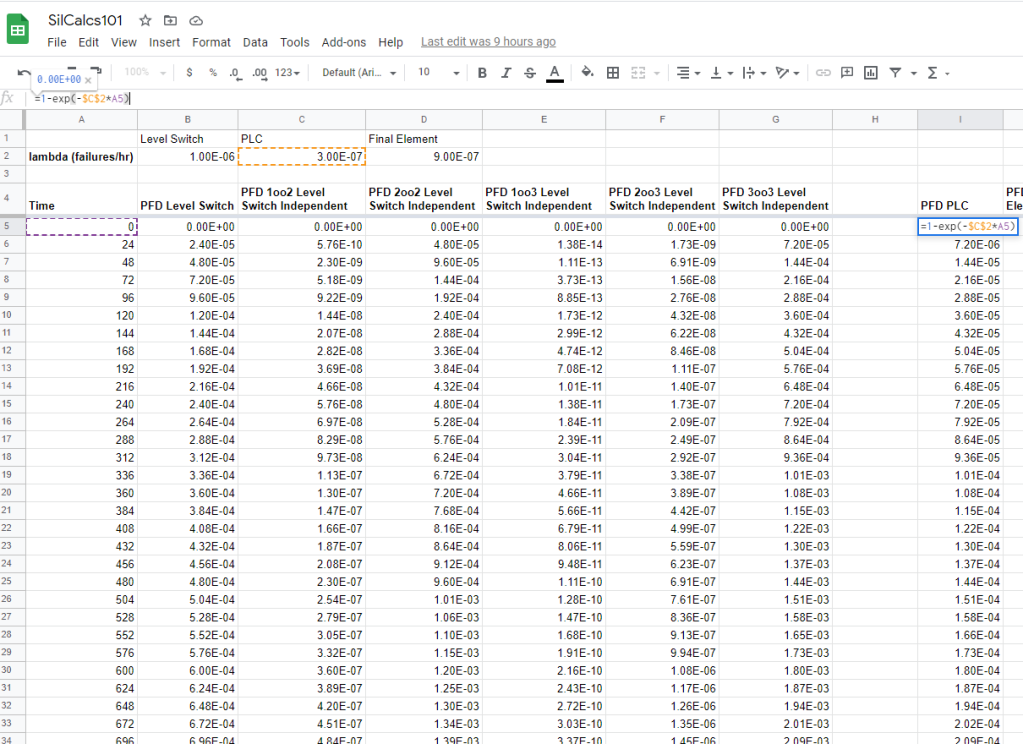 SilCalcs101
File Edit View Insert Format Data Tools Add-ons Help Last edit was 9 hours ago
100% $ % .0 .00 123 Default (Ari... 10 B I S A
0.00E+00 ×
fx =1-exp(-$C$2*A5)
A B C D E F G H I
1 Level Switch PLC Final Element
2 lambda (failures/hr) 1.00E-06 3.00E-07 9.00E-07
3
4 Time PFD Level Switch PFD 1oo2 Level Switch Independent PFD 2oo2 Level Switch Independent PFD 1oo3 Level Switch Independent PFD 2oo3 Level Switch Independent PFD 3oo3 Level Switch Independent PFD PLC PFI Ele
5 0 0.00E+00 0.00E+00 0.00E+00 0.00E+00 0.00E+00 0.00E+00 =1-exp(-$C$2*A5)
6 24 2.40E-05 5.76E-10 4.80E-05 1.38E-14 1.73E-09 7.20E-05 7.20E-06
7 48 4.80E-05 2.30E-09 9.60E-05 1.11E-13 6.91E-09 1.44E-04 1.44E-05
8 72 7.20E-05 5.18E-09 1.44E-04 3.73E-13 1.56E-08 2.16E-04 2.16E-05
9 96 9.60E-05 9.22E-09 1.92E-04 8.85E-13 2.76E-08 2.88E-04 2.88E-05
10 120 1.20E-04 1.44E-08 2.40E-04 1.73E-12 4.32E-08 3.60E-04 3.60E-05
11 144 1.44E-04 2.07E-08 2.88E-04 2.99E-12 6.22E-08 4.32E-04 4.32E-05
12 168 1.68E-04 2.82E-08 3.36E-04 4.74E-12 8.46E-08 5.04E-04 5.04E-05
13 192 1.92E-04 3.69E-08 3.84E-04 7.08E-12 1.11E-07 5.76E-04 5.76E-05
14 216 2.16E-04 4.66E-08 4.32E-04 1.01E-11 1.40E-07 6.48E-04 6.48E-05
15 240 2.40E-04 5.76E-08 4.80E-04 1.38E-11 1.73E-07 7.20E-04 7.20E-05
16 264 2.64E-04 6.97E-08 5.28E-04 1.84E-11 2.09E-07 7.92E-04 7.92E-05
17 288 2.88E-04 8.29E-08 5.76E-04 2.39E-11 2.49E-07 8.64E-04 8.64E-05
18 312 3.12E-04 9.73E-08 6.24E-04 3.04E-11 2.92E-07 9.36E-04 9.36E-05
19 336 3.36E-04 1.13E-07 6.72E-04 3.79E-11 3.38E-07 1.01E-03 1.01E-04
20 360 3.60E-04 1.30E-07 7.20E-04 4.66E-11 3.89E-07 1.08E-03 1.08E-04
21 384 3.84E-04 1.47E-07 7.68E-04 5.66E-11 4.42E-07 1.15E-03 1.15E-04
22 408 4.08E-04 1.66E-07 8.16E-04 6.79E-11 4.99E-07 1.22E-03 1.22E-04
23 432 4.32E-04 1.87E-07 8.64E-04 8.06E-11 5.59E-07 1.30E-03 1.30E-04
24 456 4.56E-04 2.08E-07 9.12E-04 9.48E-11 6.23E-07 1.37E-03 1.37E-04
25 480 4.80E-04 2.30E-07 9.60E-04 1.11E-10 6.91E-07 1.44E-03 1.44E-04
26 504 5.04E-04 2.54E-07 1.01E-03 1.28E-10 7.61E-07 1.51E-03 1.51E-04
27 528 5.28E-04 2.79E-07 1.06E-03 1.47E-10 8.36E-07 1.58E-03 1.58E-04
28 552 5.52E-04 3.05E-07 1.10E-03 1.68E-10 9.13E-07 1.65E-03 1.66E-04
29 576 5.76E-04 3.32E-07 1.15E-03 1.91E-10 9.94E-07 1.73E-03 1.73E-04
30 600 6.00E-04 3.60E-07 1.20E-03 2.16E-10 1.08E-06 1.80E-03 1.80E-04
31 624 6.24E-04 3.89E-07 1.25E-03 2.43E-10 1.17E-06 1.87E-03 1.87E-04
32 648 6.48E-04 4.20E-07 1.30E-03 2.72E-10 1.26E-06 1.94E-03 1.94E-04
33 672 6.72E-04 4.51E-07 1.34E-03 3.03E-10 1.35E-06 2.01E-03 2.02E-04
34 696 6.96E-04 4.84E-07 1.39E-03 3.37E-10 1.45E-06 2.09E-03 2.09E-04